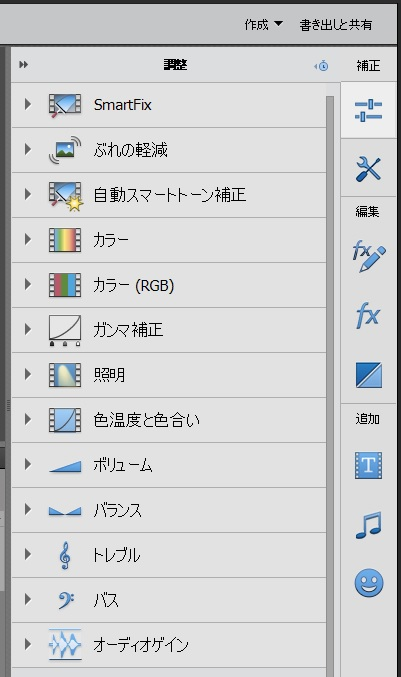 作成 書き出しと共有
調整 補正
SmartFix
ぶれの軽減
自動スマートトーン補正
カラー
カラー (RGB)
ガンマ補正
照明
色温度と色合い
ボリューム
バランス
トレブル
バス
オーディオゲイン
編集
fx
fx
追加
T